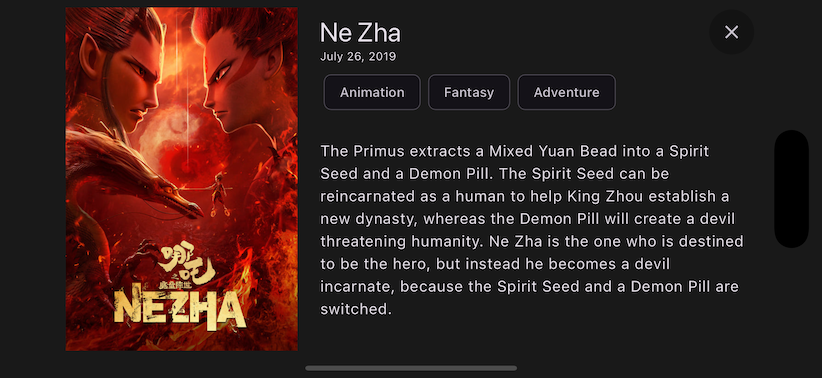 Ne Zha
July 26, 2019
Animation
Fantasy
Adventure
The Primus extracts a Mixed Yuan Bead into a Spirit
Seed and a Demon Pill. The Spirit Seed can be
reincarnated as a human to help King Zhou establish a
new dynasty, whereas the Demon Pill will create a devil
threatening humanity. Ne Zha is the one who is destined
to be the hero, but instead he becomes a devil
incarnate, because the Spirit Seed and a Demon Pill are
switched.
哪吒
之
魔童降世
NEZHA